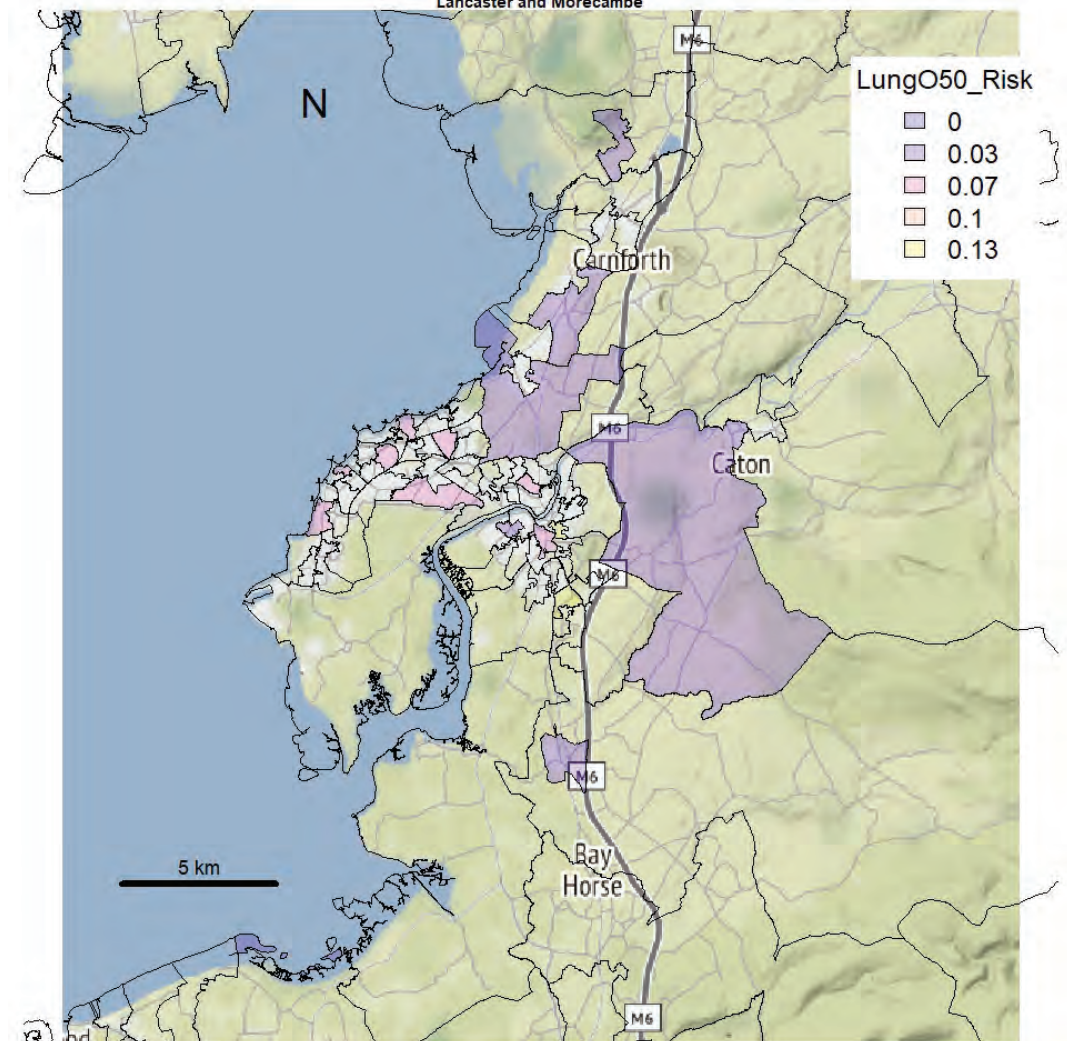 Lancaster and Morecambe
M6
N
LungO50_Risk
0
0.03
0.07
0.1
0.13
Carnforth
M6
Caton
M6
M6
5 km
Bay
Horse
M6